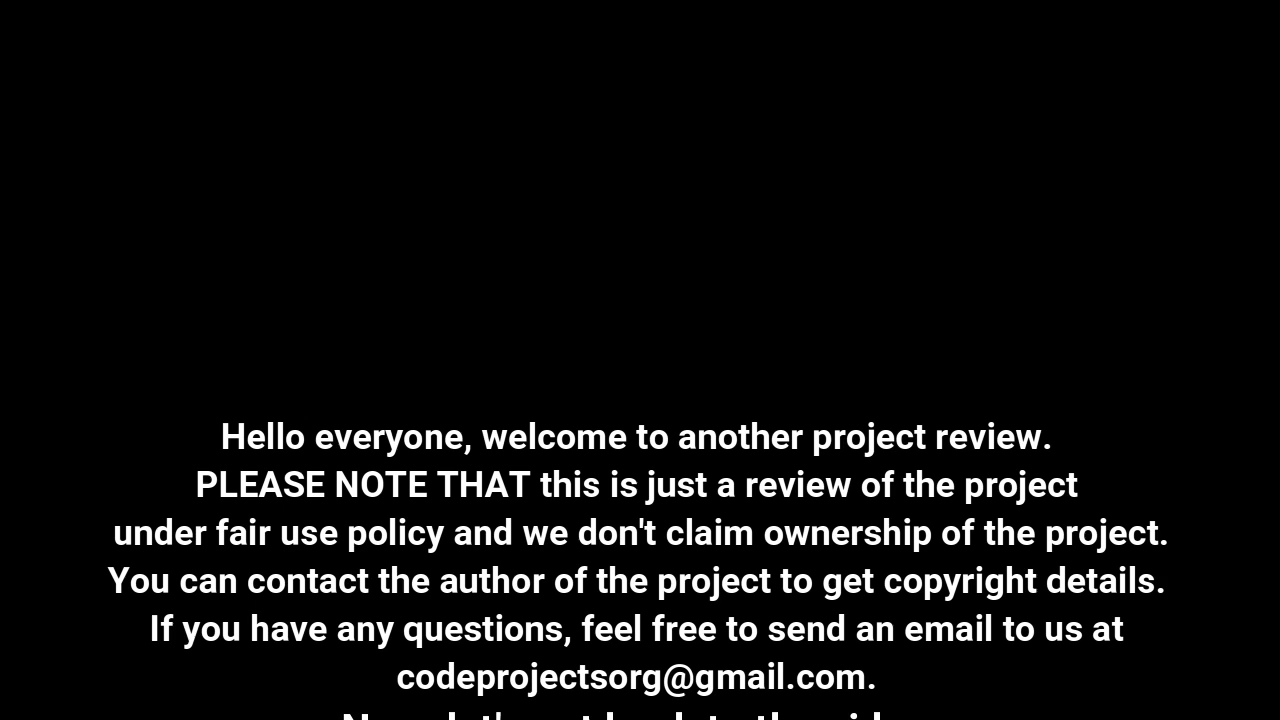 Hello everyone, welcome to another project review.
PLEASE NOTE THAT this is just a review of the project
under fair use policy and we don't claim ownership of the project.
You can contact the author of the project to get copyright details.
If you have any questions, feel free to send an email to us at
codeprojectsorg@gmail.com.